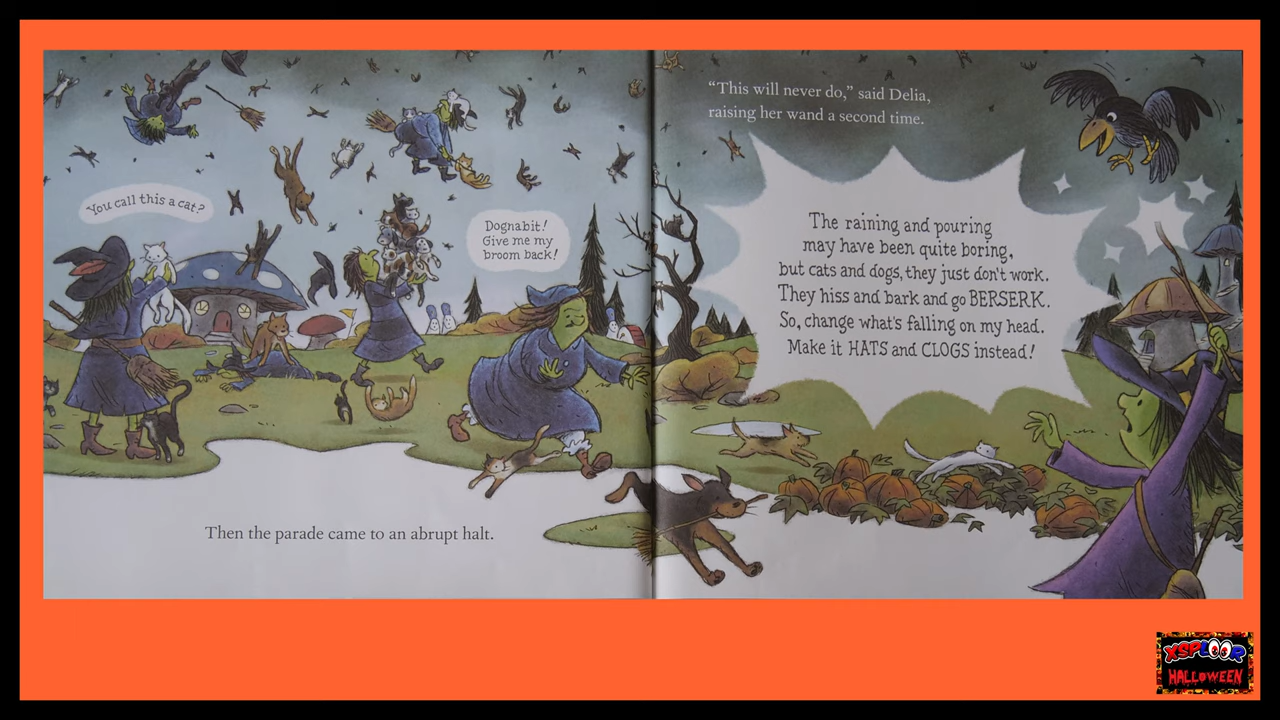 You call this a cat?
Dognabit!
Give me my
broom back!
Then the parade came to an abrupt halt.
“This will never do,” said Delia,
raising her wand a second time.
The raining and pouring
may have been quite boring,
but cats and dogs, they just don't work.
They hiss and bark and go BERSERK.
So, change what's falling on my head.
Make it HATS and CLOGS instead!
XSPLOOR
HALLOWEEN